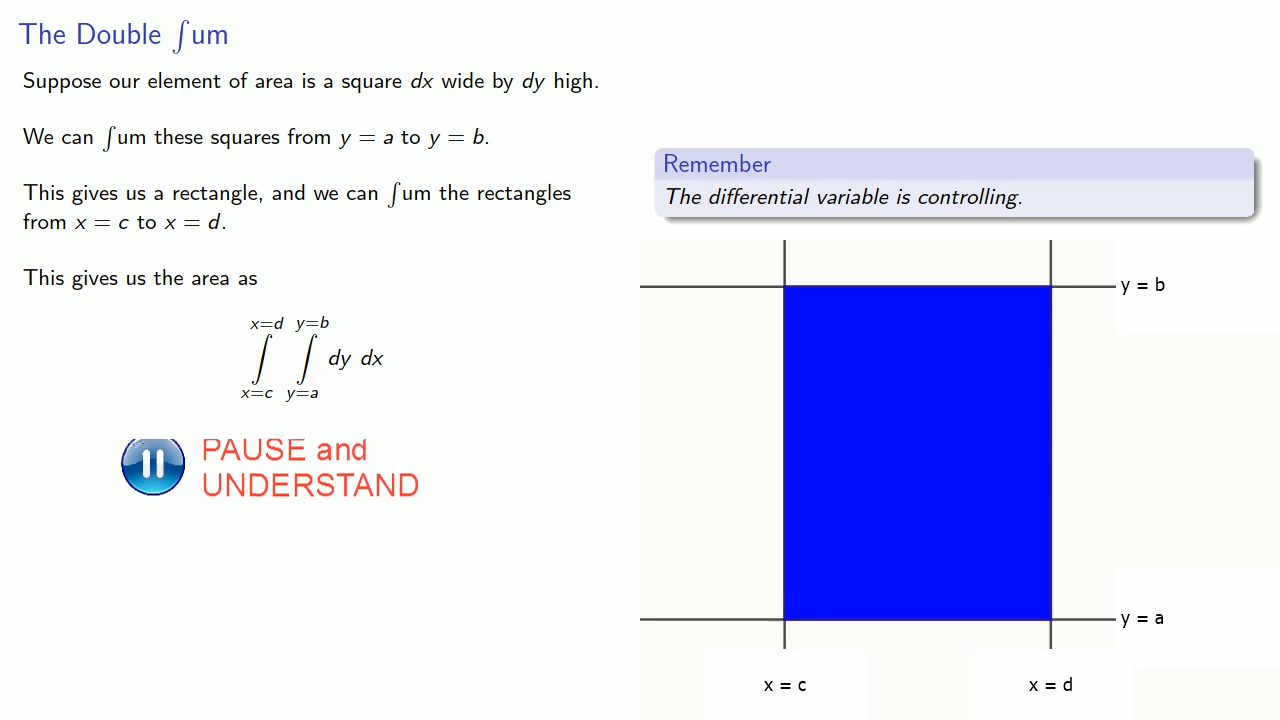 The Double ∫um
Suppose our element of area is a square dx wide by dy high.
We can ∫um these squares from y = a to y = b.
This gives us a rectangle, and we can ∫um the rectangles
from x = c to x = d.
This gives us the area as
x=d y=b
∫ ∫ dy dx
x=c y=a
PAUSE and
UNDERSTAND
Remember
The differential variable is controlling.
y = b
y = a
x = c x = d